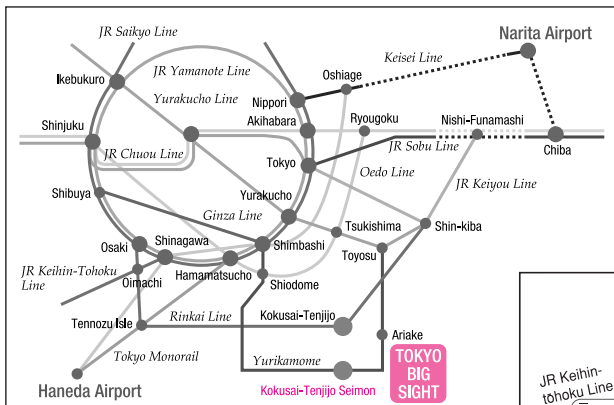 JR Saikyo Line
Narita Airport
Keisei Line
JR Yamanote Line
Ikebukuro
Oshiage
Yurakucho Line
Nippori
Akihabara
Ryougoku
Nishi-Funamashi
Shinjuku
JR Chuou Line
JR Sobu Line
Chiba
Tokyo
Oedo Line
JR Keiyou Line
Shibuya
Yurakucho
Ginza Line
Tsukishima
Shin-kiba
Osaki
Shinagawa
Shimbashi
Toyosu
JR Keihin-Tohoku
Line
Oimachi
Hamamatsucho
Shiodome
Tennozu Isle
Rinkai Line
Kokusai-Tenjijo
Ariake
Tokyo Monorail
Yurikamome
TOKYO
BIG
SIGHT
Haneda Airport
Kokusai-Tenjijo Seimon
JR Keihin-
tōhoku Line